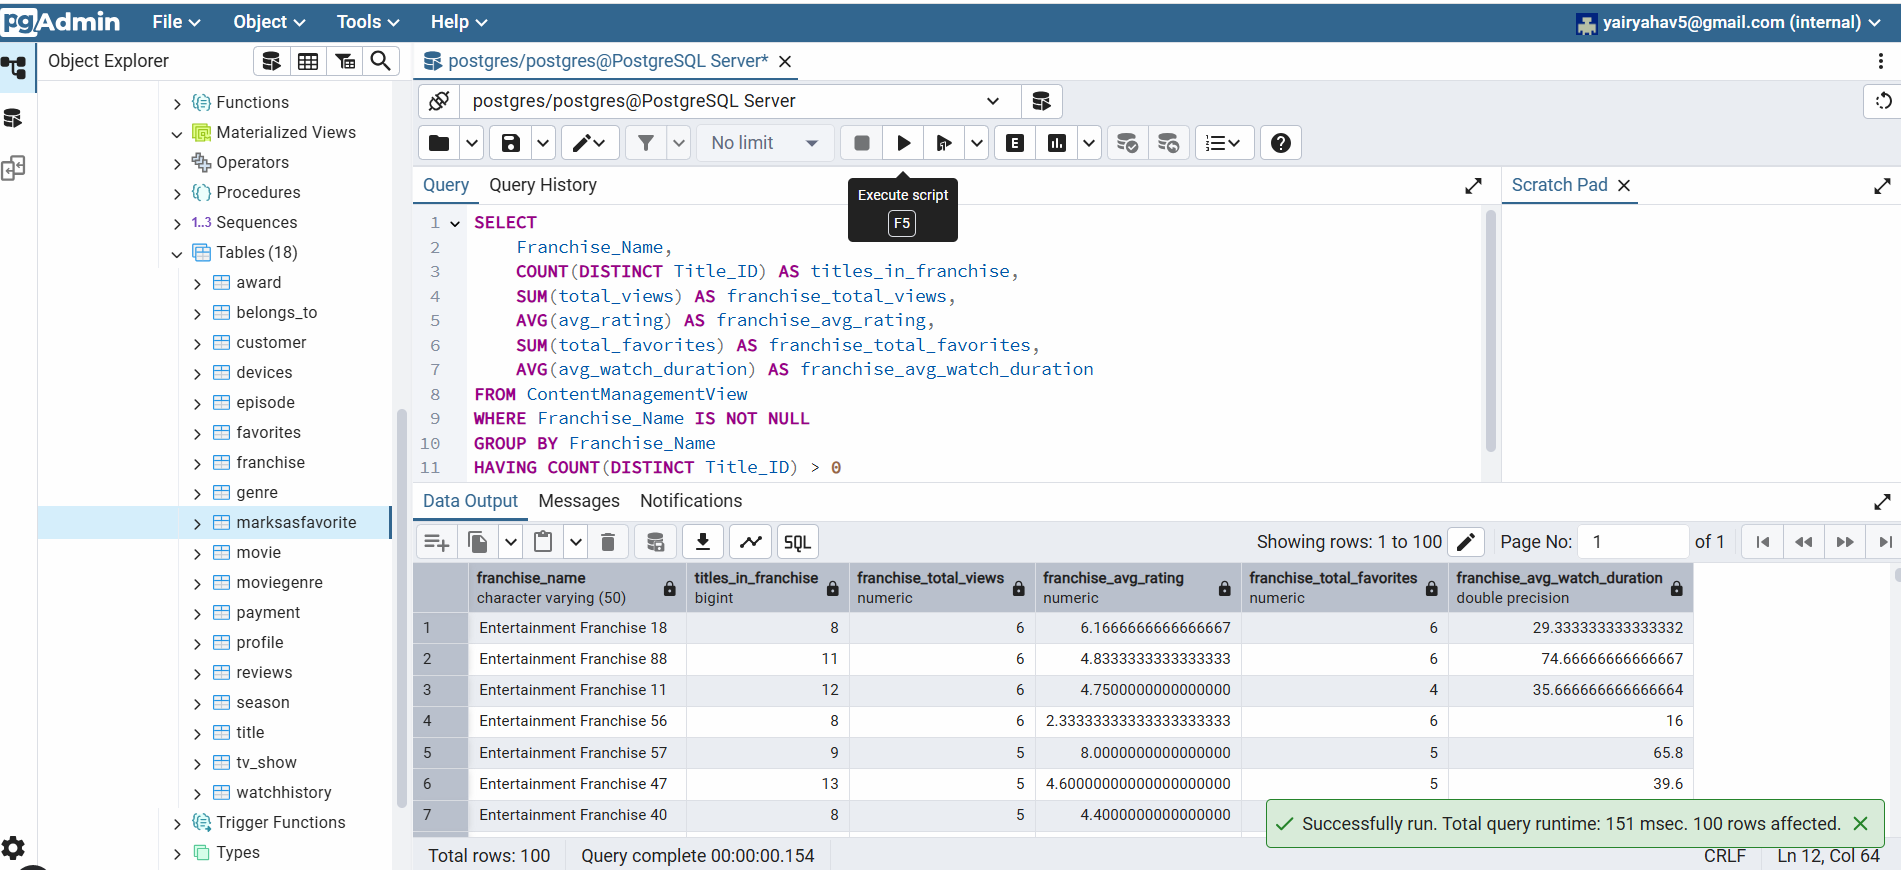 pgAdmin File Object Tools Help yairyahav5@gmail.com (internal)
Object Explorer
postgres/postgres@PostgreSQL Server*
postgres/postgres@PostgreSQL Server
No limit
E
SQL
Functions
Materialized Views
Operators
Procedures
1..3 Sequences
Tables (18)
award
belongs_to
customer
devices
episode
favorites
franchise
genre
marksasfavorite
movie
moviegenre
payment
profile
reviews
season
title
tv_show
watchhistory
Trigger Functions
Types
Query Query History
Execute script
F5
Scratch Pad
1 SELECT
2 Franchise_Name,
3 COUNT(DISTINCT Title_ID) AS titles_in_franchise,
4 SUM(total_views) AS franchise_total_views,
5 AVG(avg_rating) AS franchise_avg_rating,
6 SUM(total_favorites) AS franchise_total_favorites,
7 AVG(avg_watch_duration) AS franchise_avg_watch_duration
8 FROM ContentManagementView
9 WHERE Franchise_Name IS NOT NULL
10 GROUP BY Franchise_Name
11 HAVING COUNT(DISTINCT Title_ID) > 0
Data Output Messages Notifications
Showing rows: 1 to 100 Page No: 1 of 1
franchise_name titles_in_franchise franchise_total_views franchise_avg_rating franchise_total_favorites franchise_avg_watch_duration
character varying (50) bigint numeric numeric numeric double precision
1 Entertainment Franchise 18 8 6 6.1666666666666667 6 29.333333333333332
2 Entertainment Franchise 88 11 6 4.8333333333333333 6 74.66666666666667
3 Entertainment Franchise 11 12 6 4.7500000000000000 4 35.666666666666664
4 Entertainment Franchise 56 8 6 2.33333333333333333333 6 16
5 Entertainment Franchise 57 9 5 8.0000000000000000 5 65.8
6 Entertainment Franchise 47 13 5 4.60000000000000000000 5 39.6
7 Entertainment Franchise 40 8 5 4.4000000000000000
Successfully run. Total query runtime: 151 msec. 100 rows affected.
Total rows: 100 Query complete 00:00:00.154 CRLF Ln 12, Col 64